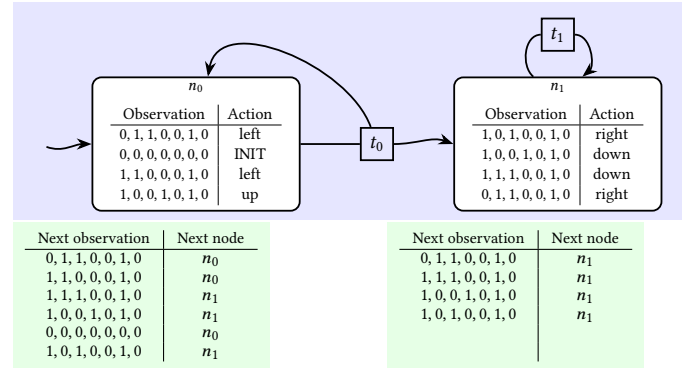 t1
n0
n1
Observation Action
0, 1, 1, 0, 0, 1, 0 left
0, 0, 0, 0, 0, 0, 0 INIT
1, 1, 0, 0, 0, 1, 0 left
1, 0, 0, 1, 0, 1, 0 up
t0
Observation Action
1, 0, 1, 0, 0, 1, 0 right
1, 0, 0, 1, 0, 1, 0 down
1, 1, 1, 0, 0, 1, 0 down
0, 1, 1, 0, 0, 1, 0 right
Next observation Next node
0, 1, 1, 0, 0, 1, 0 n0
1, 1, 0, 0, 0, 1, 0 n0
1, 1, 1, 0, 0, 1, 0 n1
1, 0, 0, 1, 0, 1, 0 n1
0, 0, 0, 0, 0, 0, 0 n0
1, 0, 1, 0, 0, 1, 0 n1
Next observation Next node
0, 1, 1, 0, 0, 1, 0 n1
1, 1, 1, 0, 0, 1, 0 n1
1, 0, 0, 1, 0, 1, 0 n1
1, 0, 1, 0, 0, 1, 0 n1